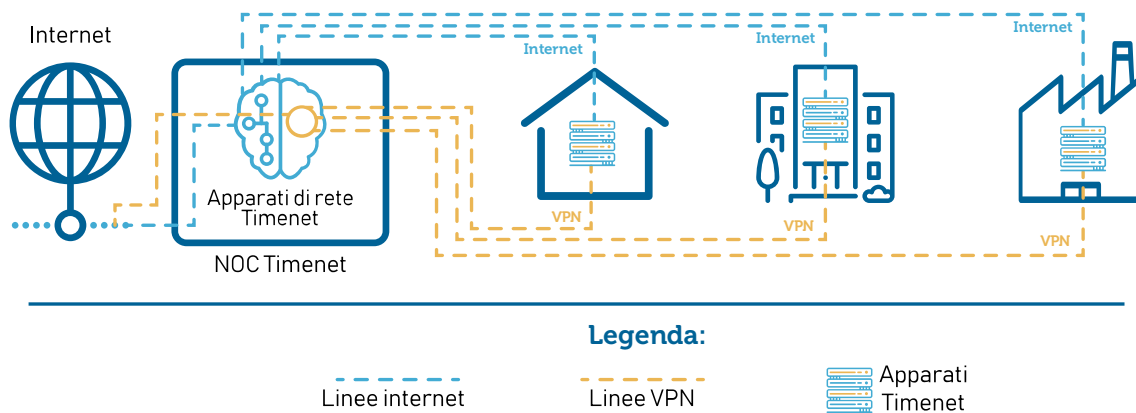 Internet
Internet
Internet
Internet
Apparati di rete
Timenet
NOC Timenet
VPN
VPN
VPN
Legenda:
Linee internet
Linee VPN
Apparati
Timenet